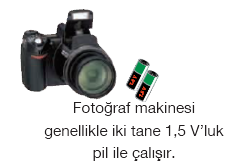 Fotoğraf makinesi
genellikle iki tane 1,5 V’luk
pil ile çalışır.